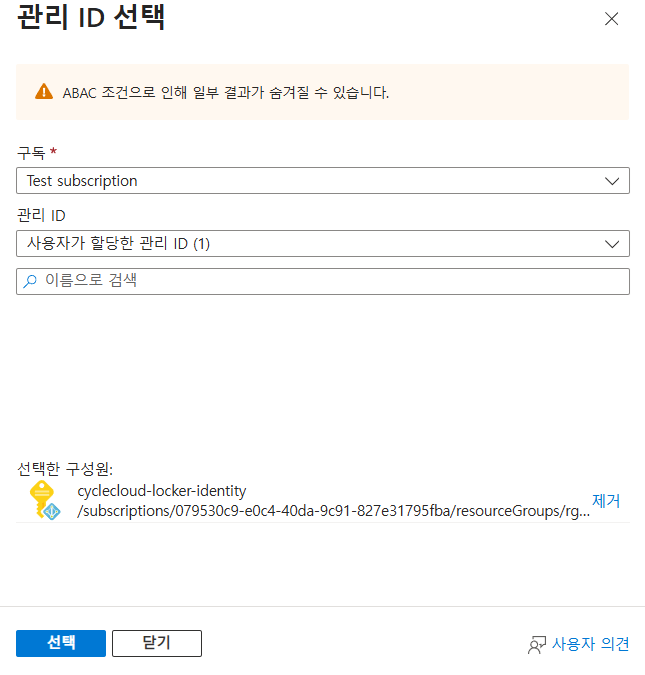 관리 ID 선택
ABAC 조건으로 인해 일부 결과가 숨겨질 수 있습니다.
구독 *
Test subscription
관리 ID
사용자가 할당한 관리 ID (1)
이름으로 검색
선택한 구성원:
cyclecloud-locker-identity
/subscriptions/079530c9-e0c4-40da-9c91-827e31795fba/resourceGroups/rg...
제거
선택
닫기
사용자 의견